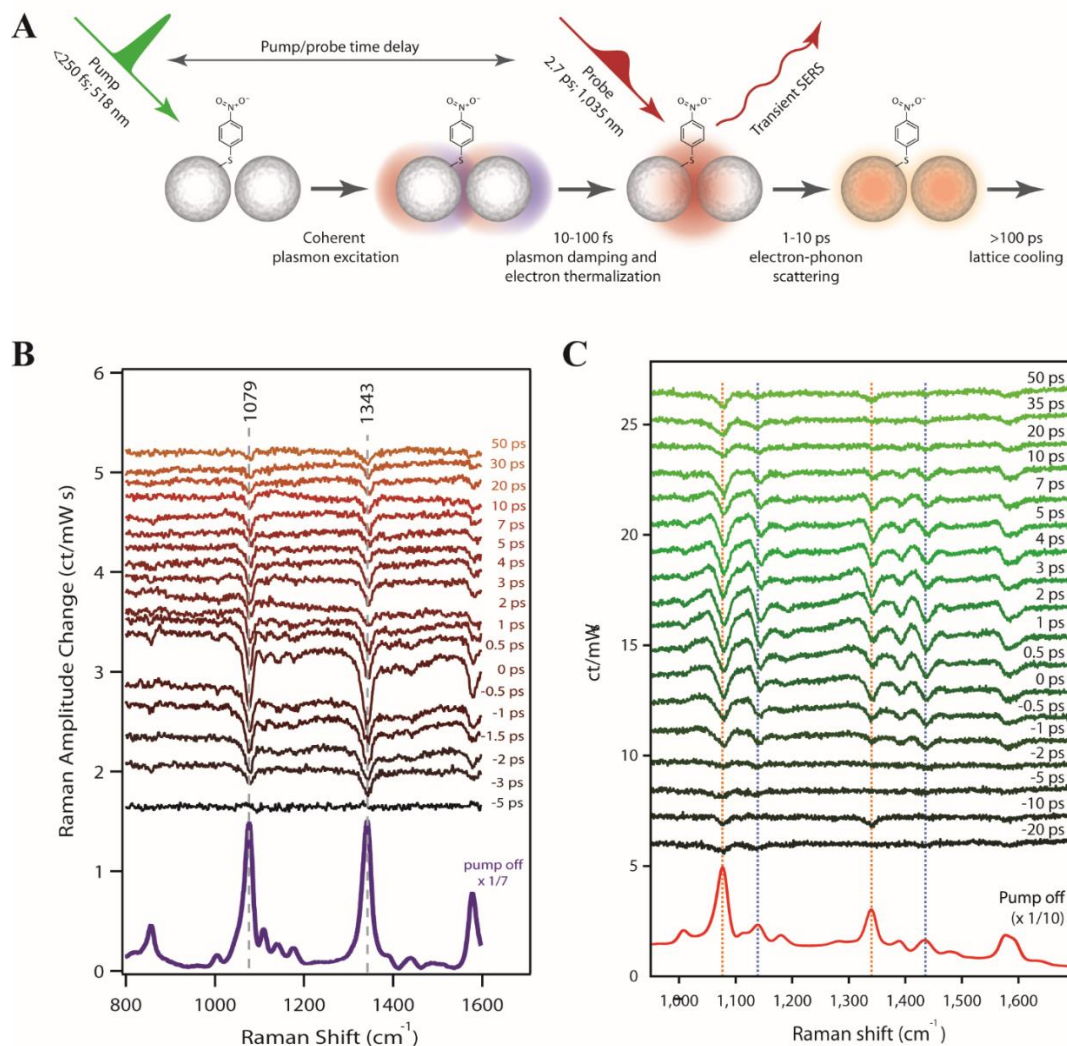 A
Pump
<250 fs; 518 nm
Pump/probe time delay
Probe
2.7 ps; 1,035 nm
Transient SERS
O N+ O-
S
O N+ O-
S
O N+ O-
S
O N+ O-
S
Coherent
plasmon excitation
10-100 fs
plasmon damping and
electron thermalization
1-10 ps
electron-phonon
scattering
>100 ps
lattice cooling
B
Raman Amplitude Change (ct/mW s)
6
5
4
3
2
1
0
1079
1343
50 ps
30 ps
20 ps
10 ps
7 ps
5 ps
4 ps
3 ps
2 ps
1 ps
0.5 ps
0 ps
-0.5 ps
-1 ps
-1.5 ps
-2 ps
-3 ps
-5 ps
pump off
x 1/7
800 1000 1200 1400 1600
Raman Shift (cm-1)
C
25
20
15
10
5
0
50 ps
35 ps
20 ps
10 ps
7 ps
5 ps
4 ps
3 ps
2 ps
1 ps
0.5 ps
0 ps
-0.5 ps
-1 ps
-2 ps
-5 ps
-10 ps
-20 ps
Pump off
(x 1/10)
1,100 1,200 1,300 1,400 1,500 1,600
Raman shift (cm-1)